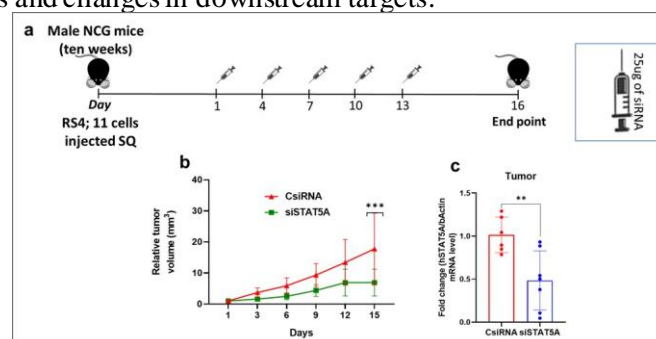 s and changes in downstream targets.
a
Male NCG mice
(ten weeks)
Day
1
4
7
10
13
16
RS4; 11 cells
injected SQ
End point
25ug of siRNA
b
Relative tumor
volume (mm³)
40
30
20
10
0
CsiRNA
siSTAT5A
***
1
3
6
9
12
15
Days
c
Tumor
**
Fold change (hSTAT5A/bActin
mRNA level)
1.5
1.0
0.5
0.0
CsiRNA siSTAT5A